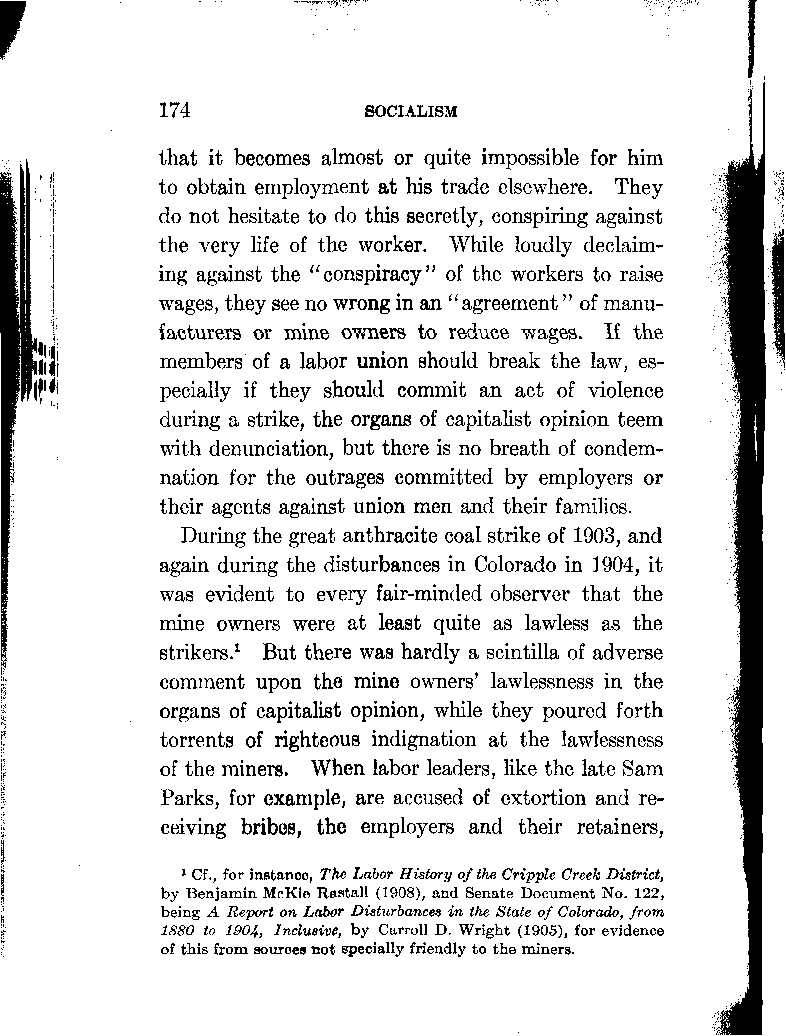 174 SOCIALISM
that it becomes almost or quite impossible for him
to obtain employment at his trade elsewhere. They
do not hesitate to do this secretly, conspiring against
the very life of the worker. While loudly declaim-
ing against the "conspiracy" of the workers to raise
wages, they see no wrong in an "agreement" of manu-
facturers or mine owners to reduce wages. If the
members of a labor union should break the law, es-
pecially if they should commit an act of violence
during a strike, the organs of capitalist opinion teem
with denunciation, but there is no breath of condem-
nation for the outrages committed by employers or
their agents against union men and their families.
During the great anthracite coal strike of 1903, and
again during the disturbances in Colorado in 1904, it
was evident to every fair-minded observer that the
mine owners were at least quite as lawless as the
strikers.¹ But there was hardly a scintilla of adverse
comment upon the mine owners' lawlessness in the
organs of capitalist opinion, while they poured forth
torrents of righteous indignation at the lawlessness
of the miners. When labor leaders, like the late Sam
Parks, for example, are accused of extortion and re-
ceiving bribes, the employers and their retainers,
¹ Cf., for instance, The Labor History of the Cripple Creek District,
by Benjamin McKie Rastall (1908), and Senate Document No. 122,
being A Report on Labor Disturbances in the State of Colorado, from
1880 to 1904, Inclusive, by Carroll D. Wright (1905), for evidence
of this from sources not specially friendly to the miners.